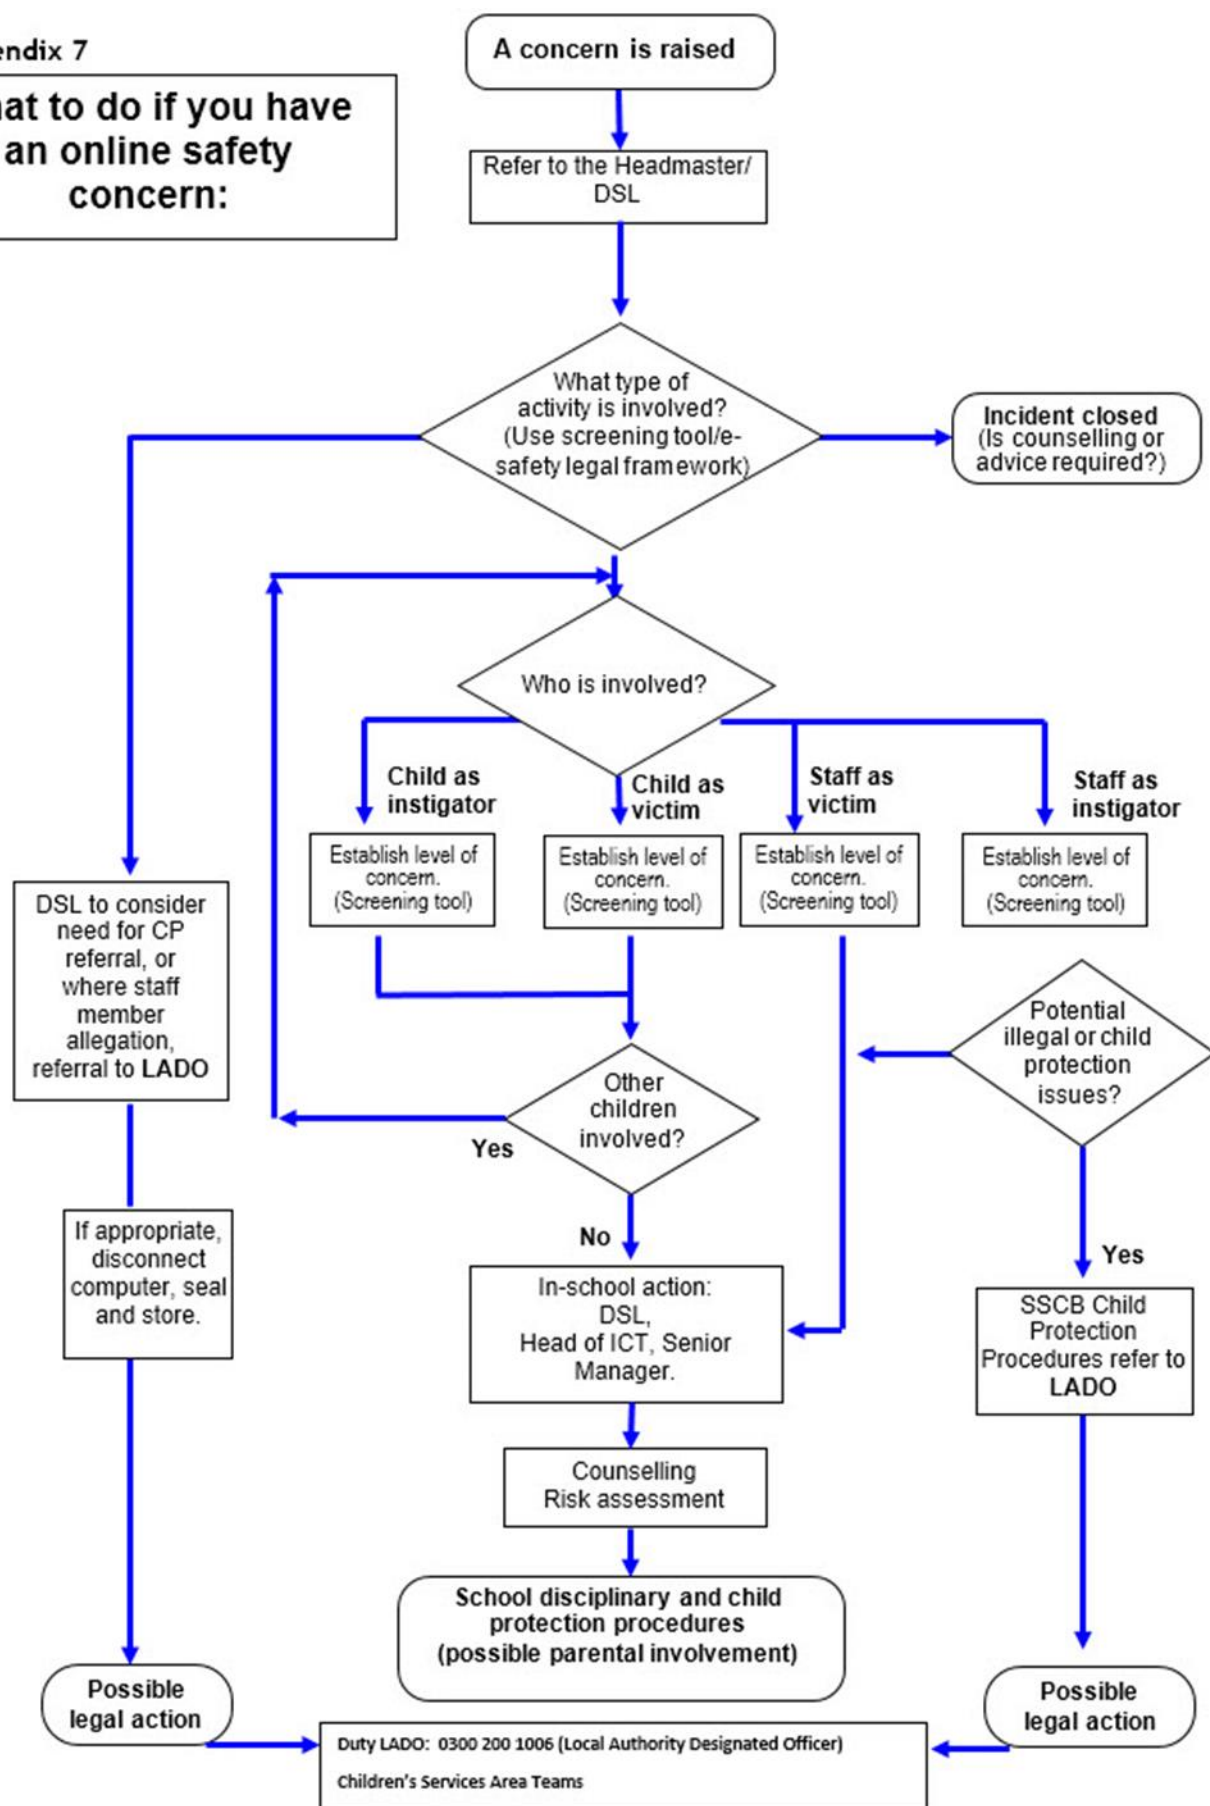 A concern is raised
7
to do if you have
an online safety
concern:
Refer to the Headmaster/
DSL
What type of
activity is involved?
(Use screening tool/e-
safety legal framework)
Incident closed
(Is counselling or
advice required?)
Who is involved?
Child as
instigator
Child as
victim
Staff as
victim
Staff as
instigator
Establish level of
concern.
(Screening tool)
Establish level of
concern.
(Screening tool)
Establish level of
concern.
(Screening tool)
Establish level of
concern.
(Screening tool)
DSL to consider
need for CP
referral, or
where staff
member
allegation,
referral to LADO
Potential
illegal or child
protection
issues?
Other
children
involved?
Yes
No
If appropriate,
disconnect
computer, seal
and store.
Yes
In-school action:
DSL,
Head of ICT, Senior
Manager.
SSCB Child
Protection
Procedures refer to
LADO
Counselling
Risk assessment
School disciplinary and child
protection procedures
(possible parental involvement)
Possible
legal action
Possible
legal action
Duty LADO: 0300 200 1006 (Local Authority Designated Officer)
Children's Services Area Teams